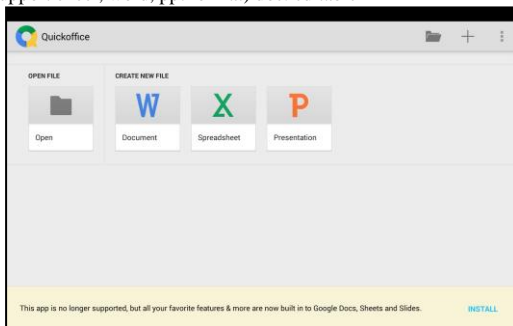 Quickoffice
OPEN FILE
CREATE NEW FILE
W X P
Open
Document
Spreadsheet
Presentation
This app is no longer supported, but all your favorite features & more are now built in to Google Docs, Sheets and Slides.
INSTALL